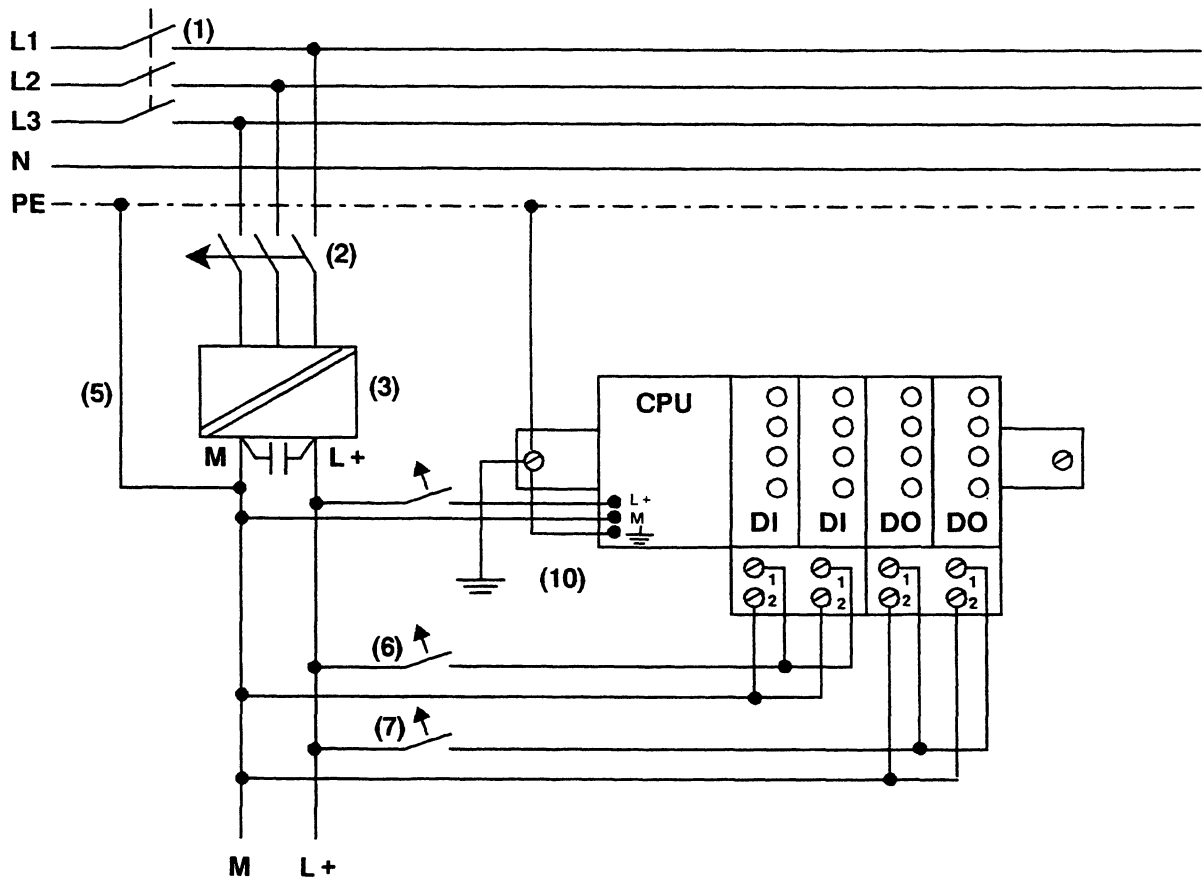 L1
(1)
L2
L3
N
PE
(2)
(5)
(3)
CPU
M
L +
L +
M
DI
DI
DO
DO
(10)
1
1
1
1
2
2
2
2
(6)
(7)
M
L +